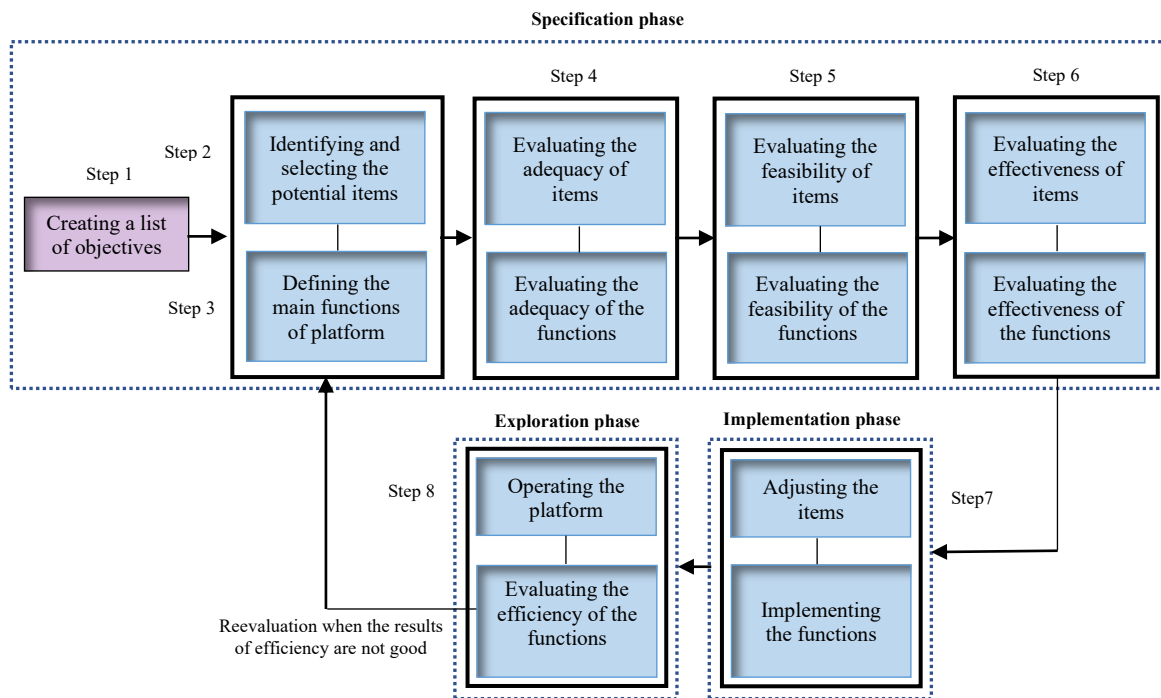 Specification phase
Step 1
Creating a list
of objectives
Step 2
Identifying and
selecting the
potential items
Step 3
Defining the
main functions
of platform
Step 4
Evaluating the
adequacy of
items
Evaluating the
adequacy of the
functions
Step 5
Evaluating the
feasibility of
items
Evaluating the
feasibility of the
functions
Step 6
Evaluating the
effectiveness of
items
Evaluating the
effectiveness of
the functions
Implementation phase
Step7
Adjusting the
items
Implementing
the functions
Exploration phase
Step 8
Operating the
platform
Evaluating the
efficiency of the
functions
Reevaluation when the results
of efficiency are not good